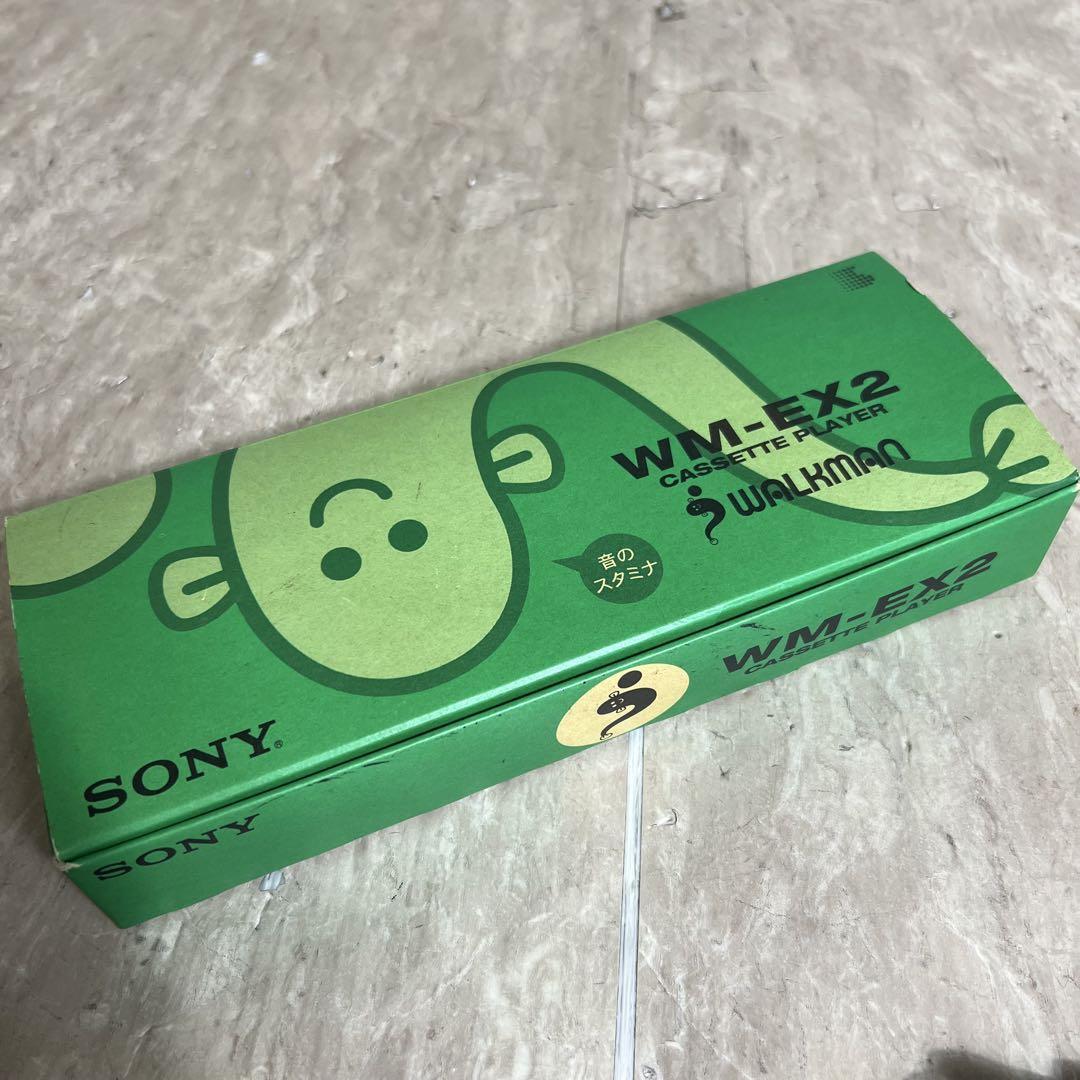 WM-EX2
CASSETTE PLAYER
WALKMAN
音の
スタミナ
SONY®
WM-EX2
CASSETTE PLAYER
SONY